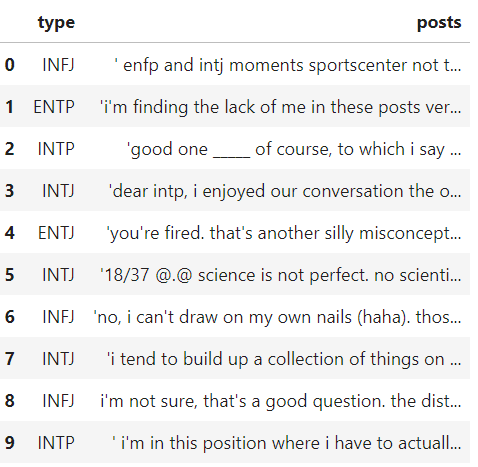 type posts
0 INFJ ' enfp and intj moments sportscenter not t...
1 ENTP 'i'm finding the lack of me in these posts ver...
2 INTP 'good one _____ of course, to which i say ...
3 INTJ 'dear intp, i enjoyed our conversation the o...
4 ENTJ 'you're fired. that's another silly misconcept...
5 INTJ '18/37 @.@ science is not perfect. no scienti...
6 INFJ 'no, i can't draw on my own nails (haha). thos...
7 INTJ 'i tend to build up a collection of things on ...
8 INFJ i'm not sure, that's a good question. the dist...
9 INTP ' i'm in this position where i have to actuall...